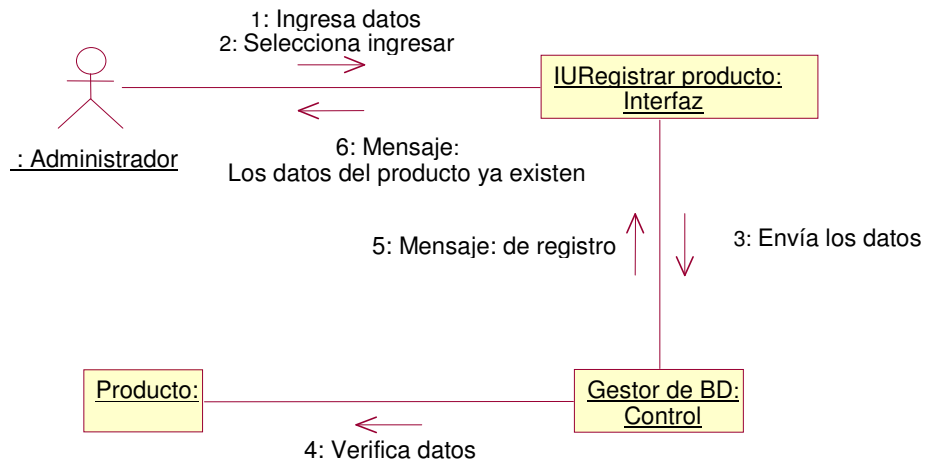 1: Ingresa datos
2: Selecciona ingresar
IURegistrar producto:
Interfaz
: Administrador
6: Mensaje:
Los datos del producto ya existen
5: Mensaje: de registro
3: Envía los datos
Producto:
Gestor de BD:
Control
4: Verifica datos